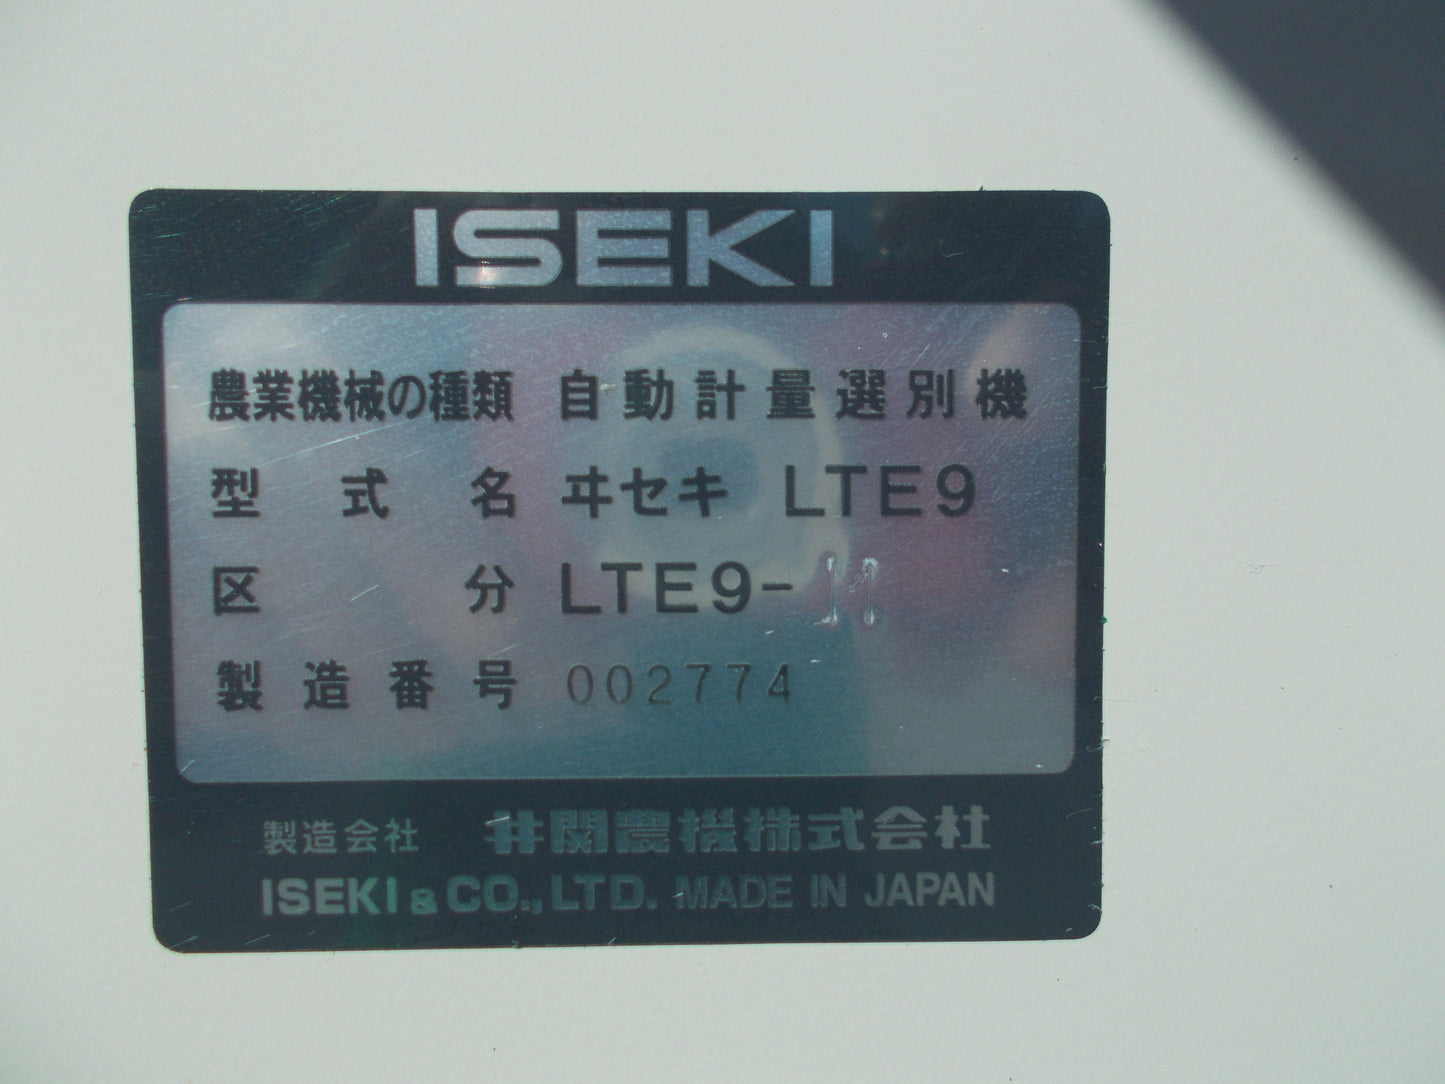 ISEKI
農業機械の種類 自動計量選別機
型式名 ヰセキ LTE9
区分 LTE9-
製造番号 002774
製造会社 井関農機株式会社
ISEKI & CO., LTD. MADE IN JAPAN